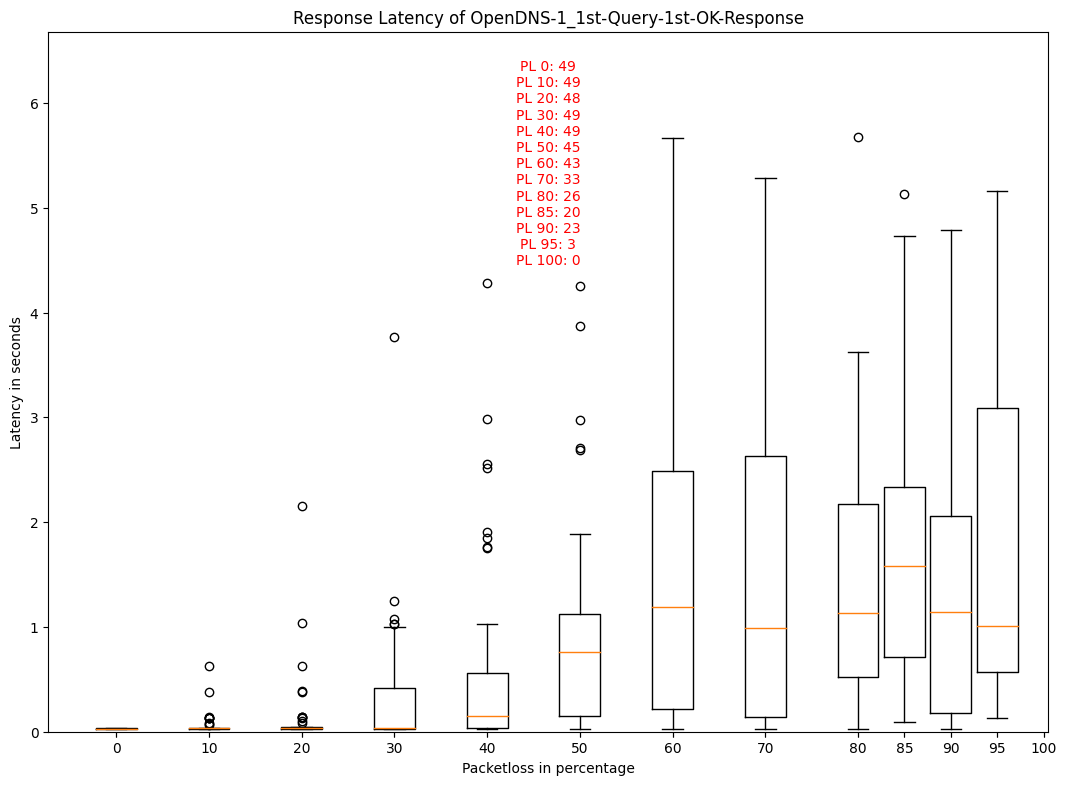 Response Latency of OpenDNS-1_1st-Query-1st-OK-Response
PL 0: 49
PL 10: 49
PL 20: 48
PL 30: 49
PL 40: 49
PL 50: 45
PL 60: 43
PL 70: 33
PL 80: 26
PL 85: 20
PL 90: 23
PL 95: 3
PL 100: 0
Latency in seconds
6
5
4
3
2
1
0
0 10 20 30 40 50 60 70 80 85 90 95 100
Packetloss in percentage